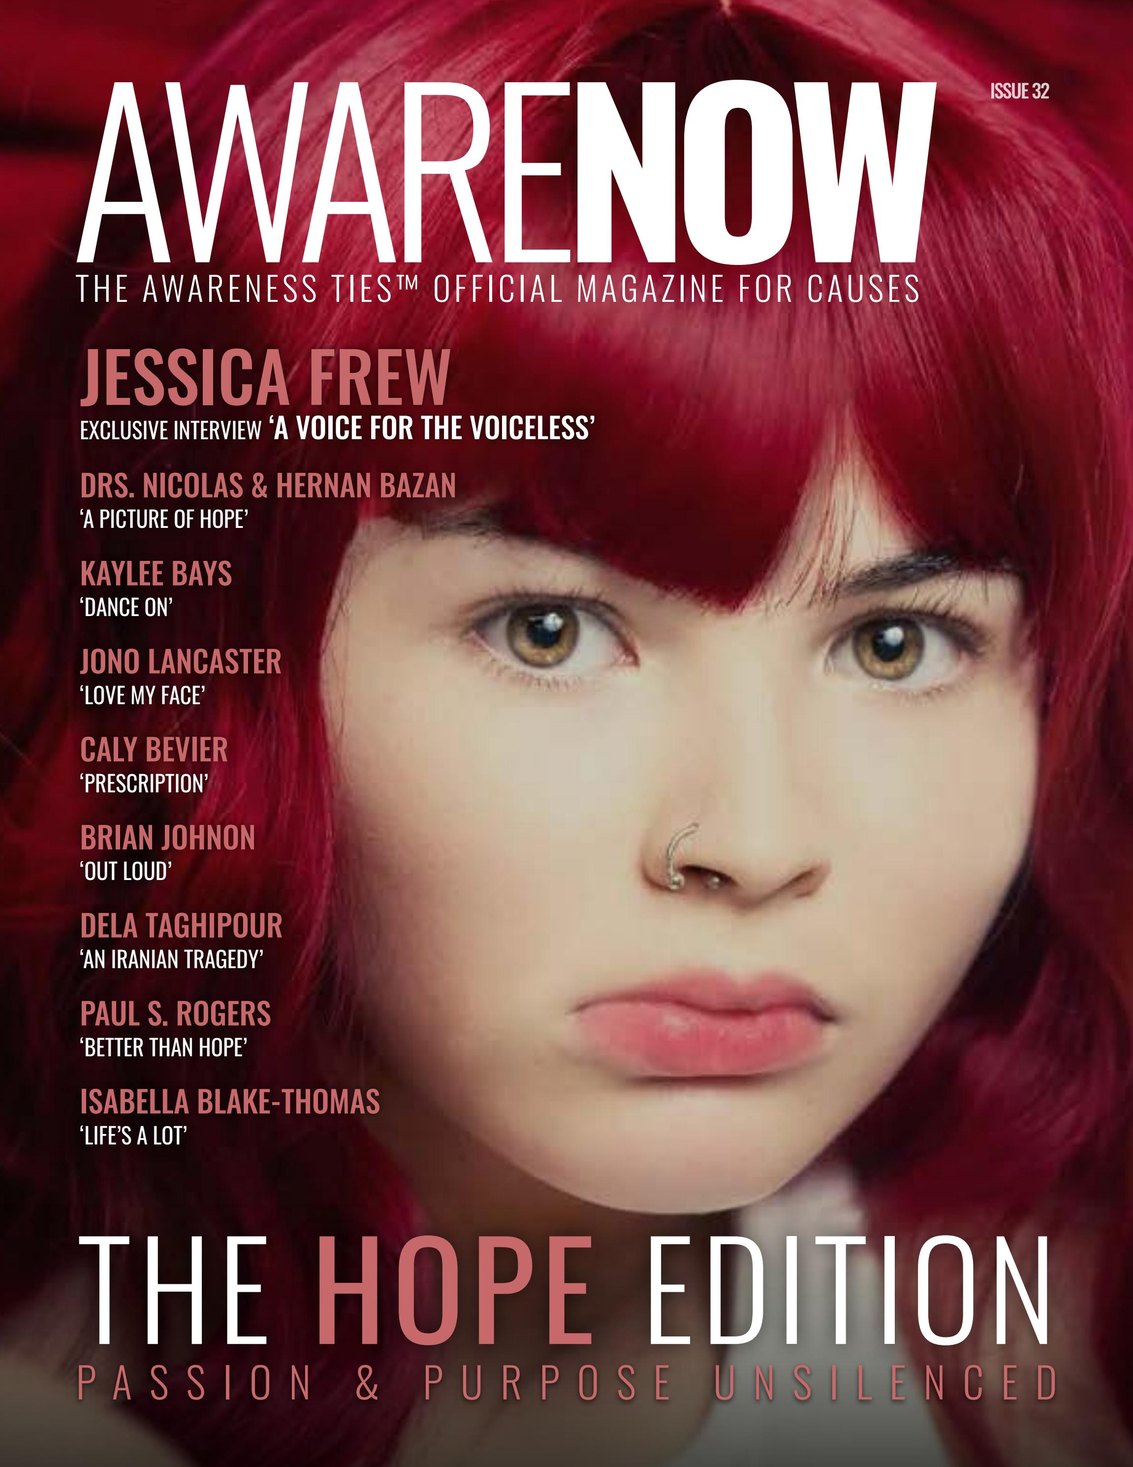 AWARENOW
ISSUE 32
THE AWARENESS TIES™ OFFICIAL MAGAZINE FOR CAUSES
JESSICA FREW
EXCLUSIVE INTERVIEW ‘A VOICE FOR THE VOICELESS’
DRS. NICOLAS & HERNAN BAZAN
‘A PICTURE OF HOPE’
KAYLEE BAYS
‘DANCE ON’
JONO LANCASTER
‘LOVE MY FACE’
CALY BEVIER
‘PRESCRIPTION’
BRIAN JOHNON
‘OUT LOUD’
DELA TAGHIPOUR
‘AN IRANIAN TRAGEDY’
PAUL S. ROGERS
‘BETTER THAN HOPE’
ISABELLA BLAKE-THOMAS
‘LIFE’S A LOT’
THE HOPE EDITION
PASSION & PURPOSE UNSILENCED